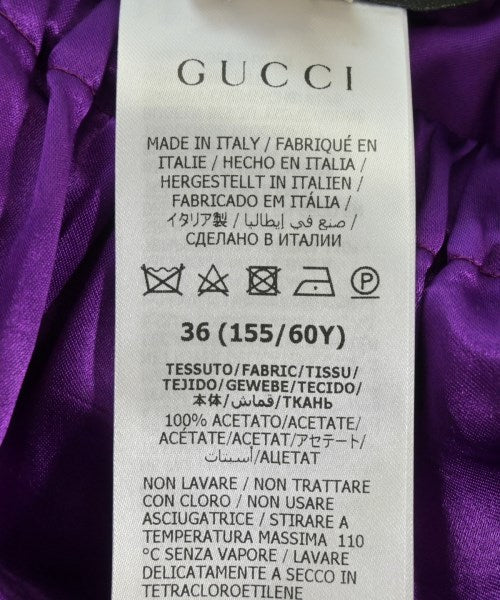 GUCCI
MADE IN ITALY / FABRIQUÉ EN
ITALIE / HECHO EN ITALIA /
HERGESTELLT IN ITALIEN /
FABRICADO EM ITÁLIA /
イタリア製 / صنع في إيطاليا /
СДЕЛАНО В ИТАЛИИ
P
36 (155/60Y)
TESSUTO/FABRIC/TISSU/
TEJIDO/GEWEBE/TECIDO/
本体/قماش/ТКАНЬ
100% ACETATO/ACETATE/
ACÉTATE/ACETAT/アセテート/
أسيتات/АЦЕТАТ
NON LAVARE / NON TRATTARE
CON CLORO / NON USARE
ASCIUGATRICE / STIRARE A
TEMPERATURA MASSIMA 110
°C SENZA VAPORE / LAVARE
DELICATAMENTE A SECCO IN
TETRACLOROETILENE